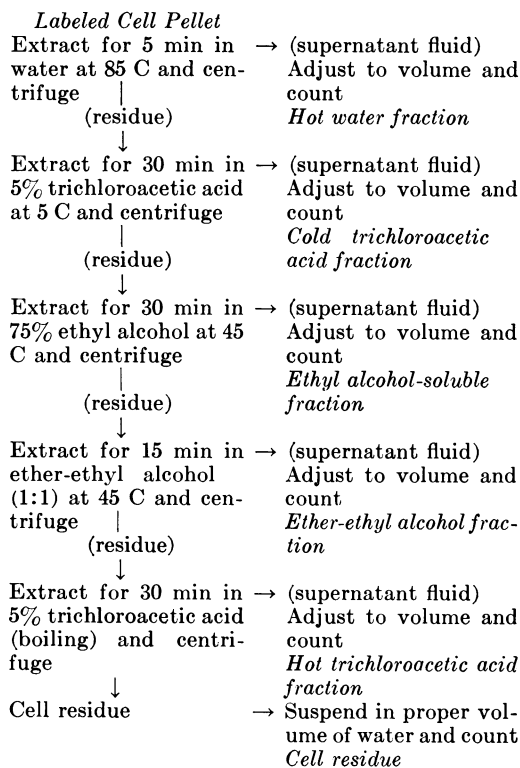 Labeled Cell Pellet
Extract for 5 min in → (supernatant fluid)
water at 85 C and cen- Adjust to volume and
trifuge count
(residue) Hot water fraction
↓
Extract for 30 min in → (supernatant fluid)
5% trichloroacetic acid Adjust to volume and
at 5 C and centrifuge count
Cold trichloroacetic
(residue) acid fraction
↓
Extract for 30 min in → (supernatant fluid)
75% ethyl alcohol at 45 Adjust to volume and
C and centrifuge count
Ethyl alcohol-soluble
(residue) fraction
↓
Extract for 15 min in → (supernatant fluid)
ether-ethyl alcohol Adjust to volume and
(1:1) at 45 C and cen- count
trifuge Ether-ethyl alcohol frac-
(residue) tion
↓
Extract for 30 min in → (supernatant fluid)
5% trichloroacetic acid Adjust to volume and
(boiling) and centri- count
fuge Hot trichloroacetic acid
↓ fraction
Cell residue → Suspend in proper vol-
ume of water and count
Cell residue